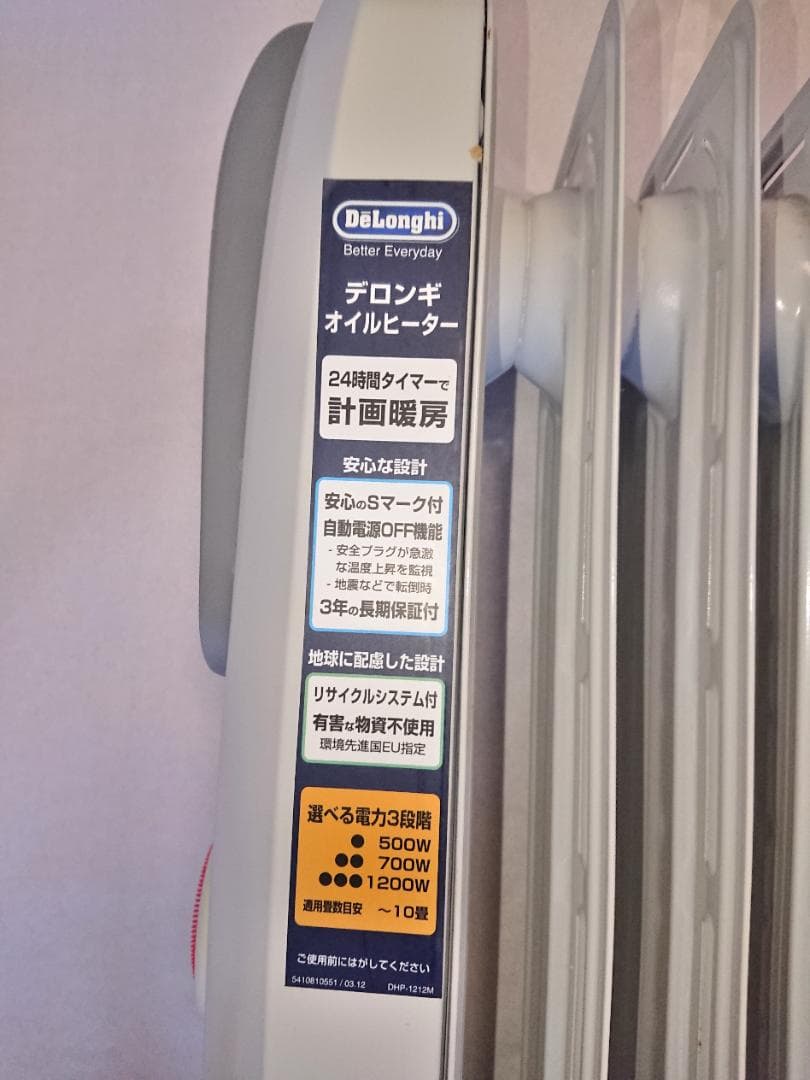 DēLonghi
Better Everyday
デロンギ
オイルヒーター
24時間タイマーで
計画暖房
安心な設計
安心のSマーク付
自動電源OFF機能
- 安全プラグが急激
な温度上昇を監視
- 地震などで転倒時
3年の長期保証付
地球に配慮した設計
リサイクルシステム付
有害な物資不使用
環境先進国EU指定
選べる電力3段階
● 500W
●● 700W
●●● 1200W
適用畳数目安 〜10畳
ご使用前にはがしてください
5410810551 / 03.12 DHP-1212M